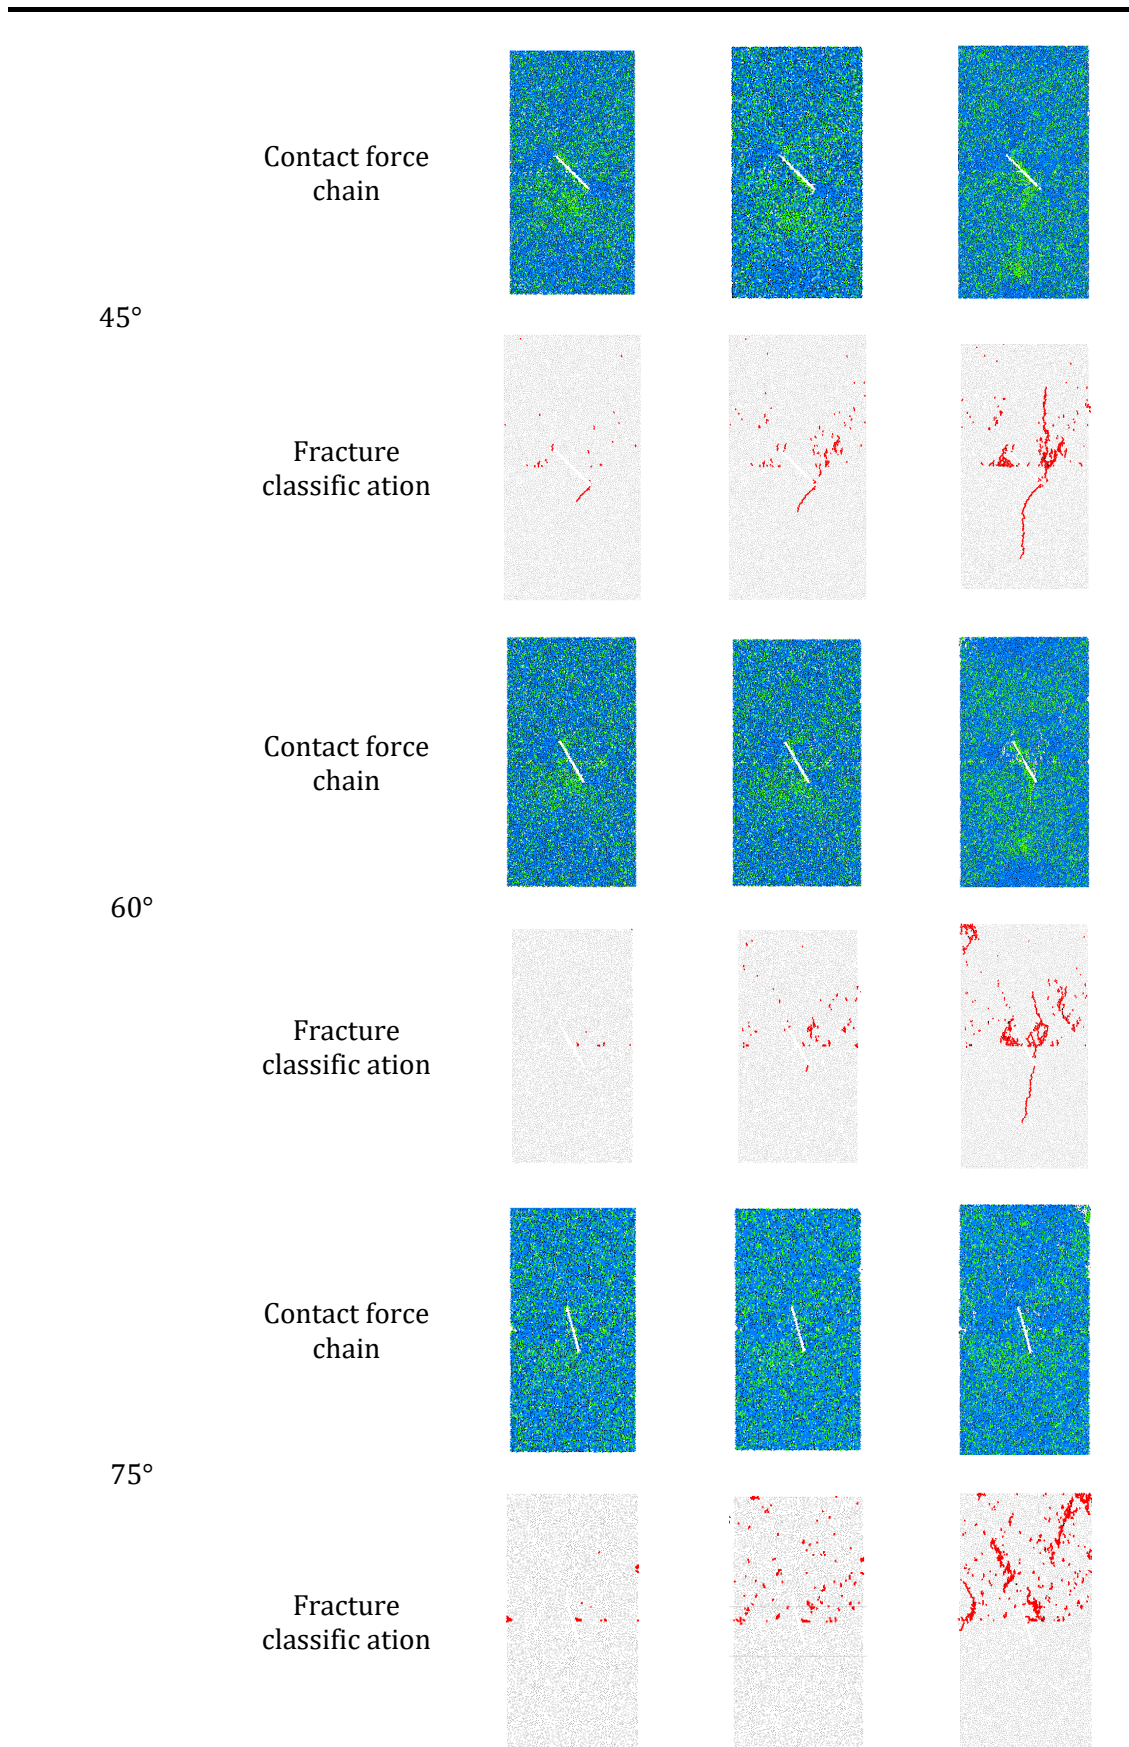 Contact force
chain
45°
Fracture
classific ation
Contact force
chain
60°
Fracture
classific ation
Contact force
chain
75°
Fracture
classific ation